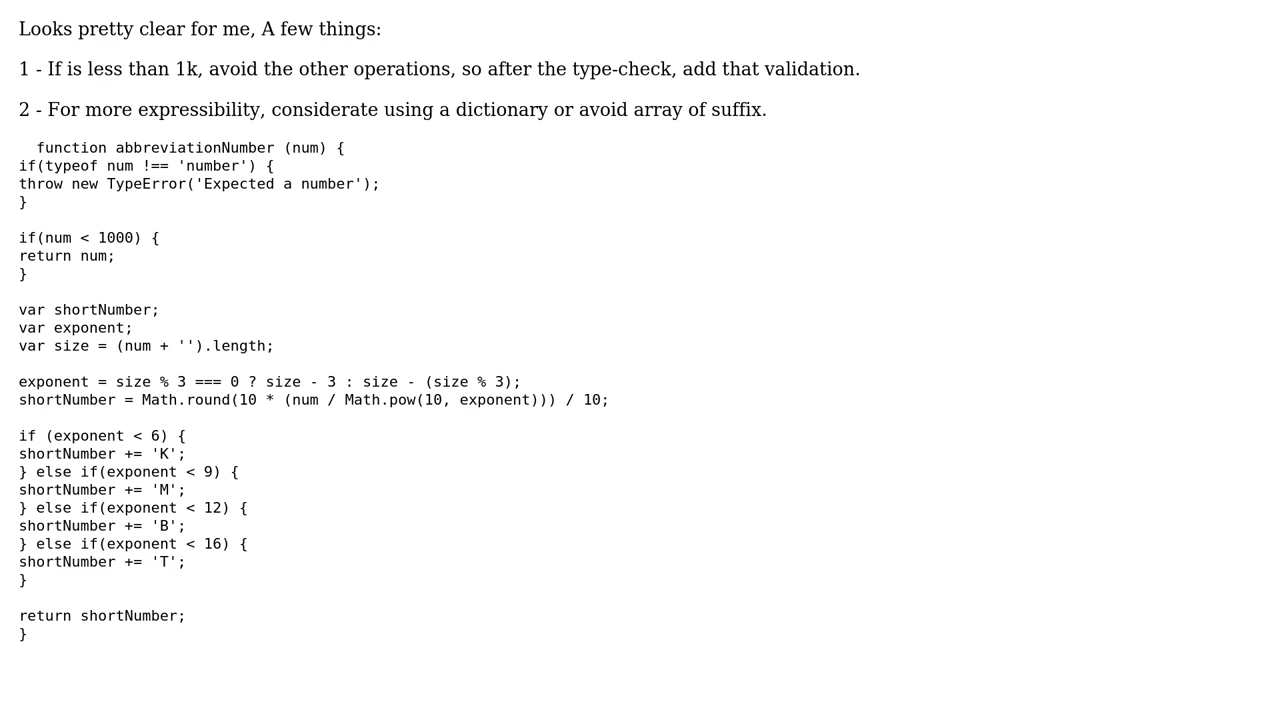 Looks pretty clear for me, A few things:
1 - If is less than 1k, avoid the other operations, so after the type-check, add that validation.
2 - For more expressibility, considerate using a dictionary or avoid array of suffix.
  function abbreviationNumber (num) {
if(typeof num !== 'number') {
throw new TypeError('Expected a number');
}

if(num < 1000) {
return num;
}

var shortNumber;
var exponent;
var size = (num + '').length;

exponent = size % 3 === 0 ? size - 3 : size - (size % 3);
shortNumber = Math.round(10 * (num / Math.pow(10, exponent))) / 10;

if (exponent < 6) {
shortNumber += 'K';
} else if(exponent < 9) {
shortNumber += 'M';
} else if(exponent < 12) {
shortNumber += 'B';
} else if(exponent < 16) {
shortNumber += 'T';
}

return shortNumber;
}